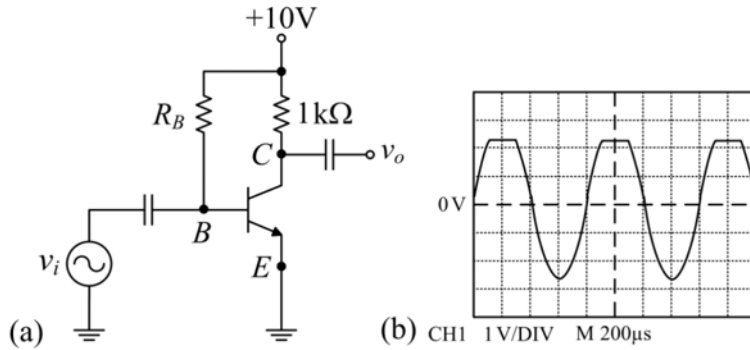 +10V
R_B
1kΩ
C
v_o
B
v_i
E
(a)
0V
(b)
CH1 1V/DIV M 200µs